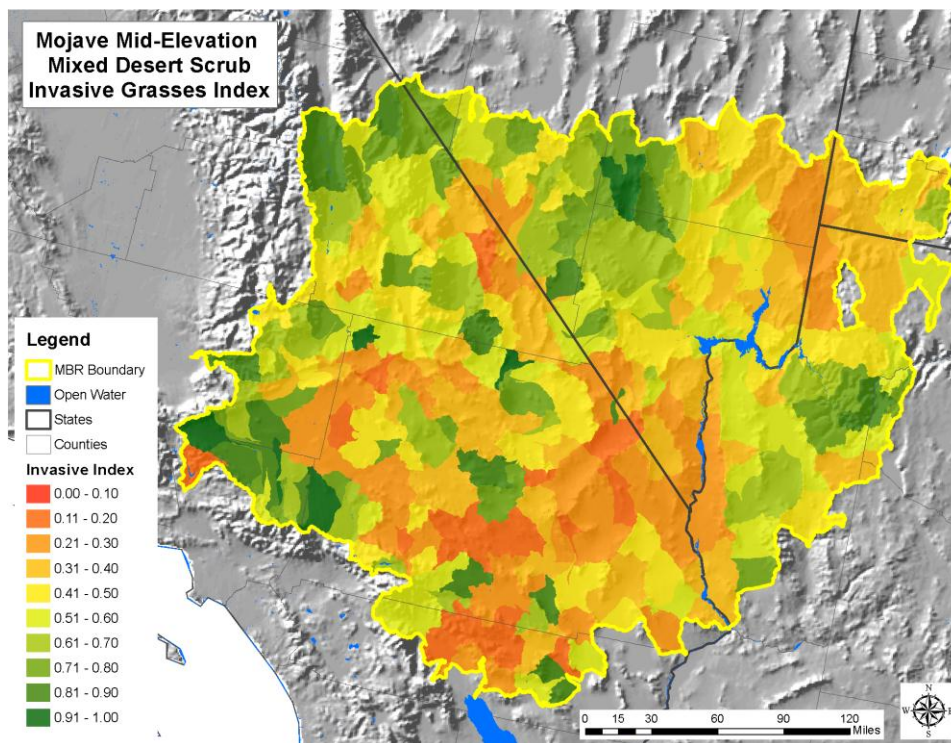 Mojave Mid-Elevation
Mixed Desert Scrub
Invasive Grasses Index
Legend
MBR Boundary
Open Water
States
Counties
Invasive Index
0.00 - 0.10
0.11 - 0.20
0.21 - 0.30
0.31 - 0.40
0.41 - 0.50
0.51 - 0.60
0.61 - 0.70
0.71 - 0.80
0.81 - 0.90
0.91 - 1.00
N
W E
S
0 15 30 60 90 120
Miles